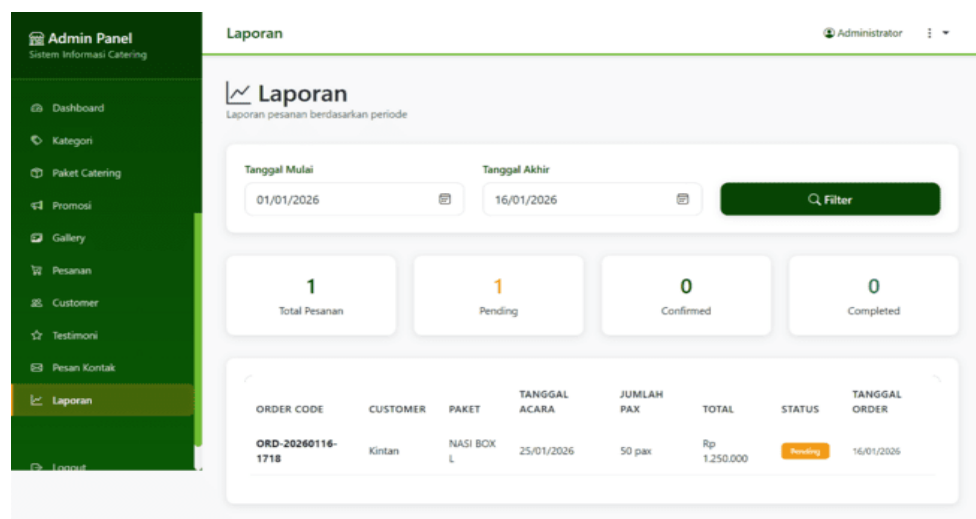 Admin Panel
Sistem Informasi Catering
Dashboard
Kategori
Paket Catering
Promosi
Gallery
Pesanan
Customer
Testimoni
Pesan Kontak
Laporan
Logout
Laporan
Administrator
Laporan
Laporan pesanan berdasarkan periode
Tanggal Mulai
Tanggal Akhir
01/01/2026
16/01/2026
Filter
1
Total Pesanan
1
Pending
0
Confirmed
0
Completed
ORDER CODE CUSTOMER PAKET TANGGAL ACARA JUMLAH PAX TOTAL STATUS TANGGAL ORDER
ORD-20260116-1718 Kintan NASI BOX L 25/01/2026 50 pax Rp 1.250.000 Pending 16/01/2026